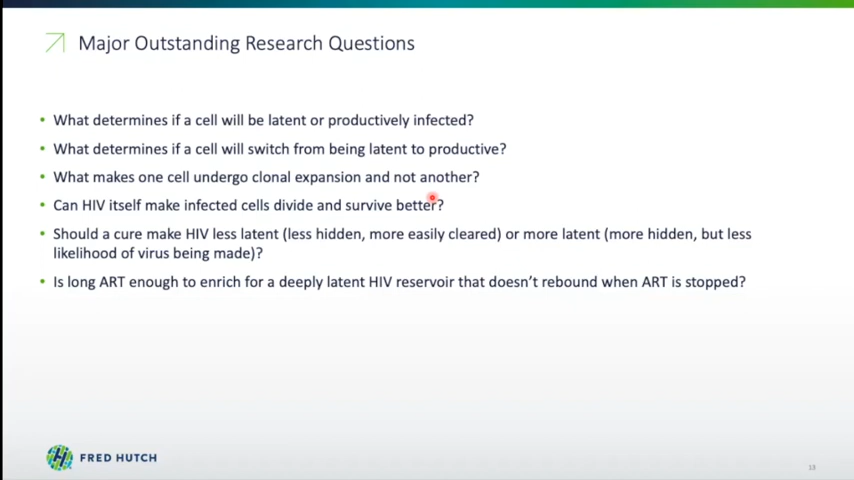 Major Outstanding Research Questions
• What determines if a cell will be latent or productively infected?
• What determines if a cell will switch from being latent to productive?
• What makes one cell undergo clonal expansion and not another?
• Can HIV itself make infected cells divide and survive better?
• Should a cure make HIV less latent (less hidden, more easily cleared) or more latent (more hidden, but less
likelihood of virus being made)?
• Is long ART enough to enrich for a deeply latent HIV reservoir that doesn't rebound when ART is stopped?
FRED HUTCH
13